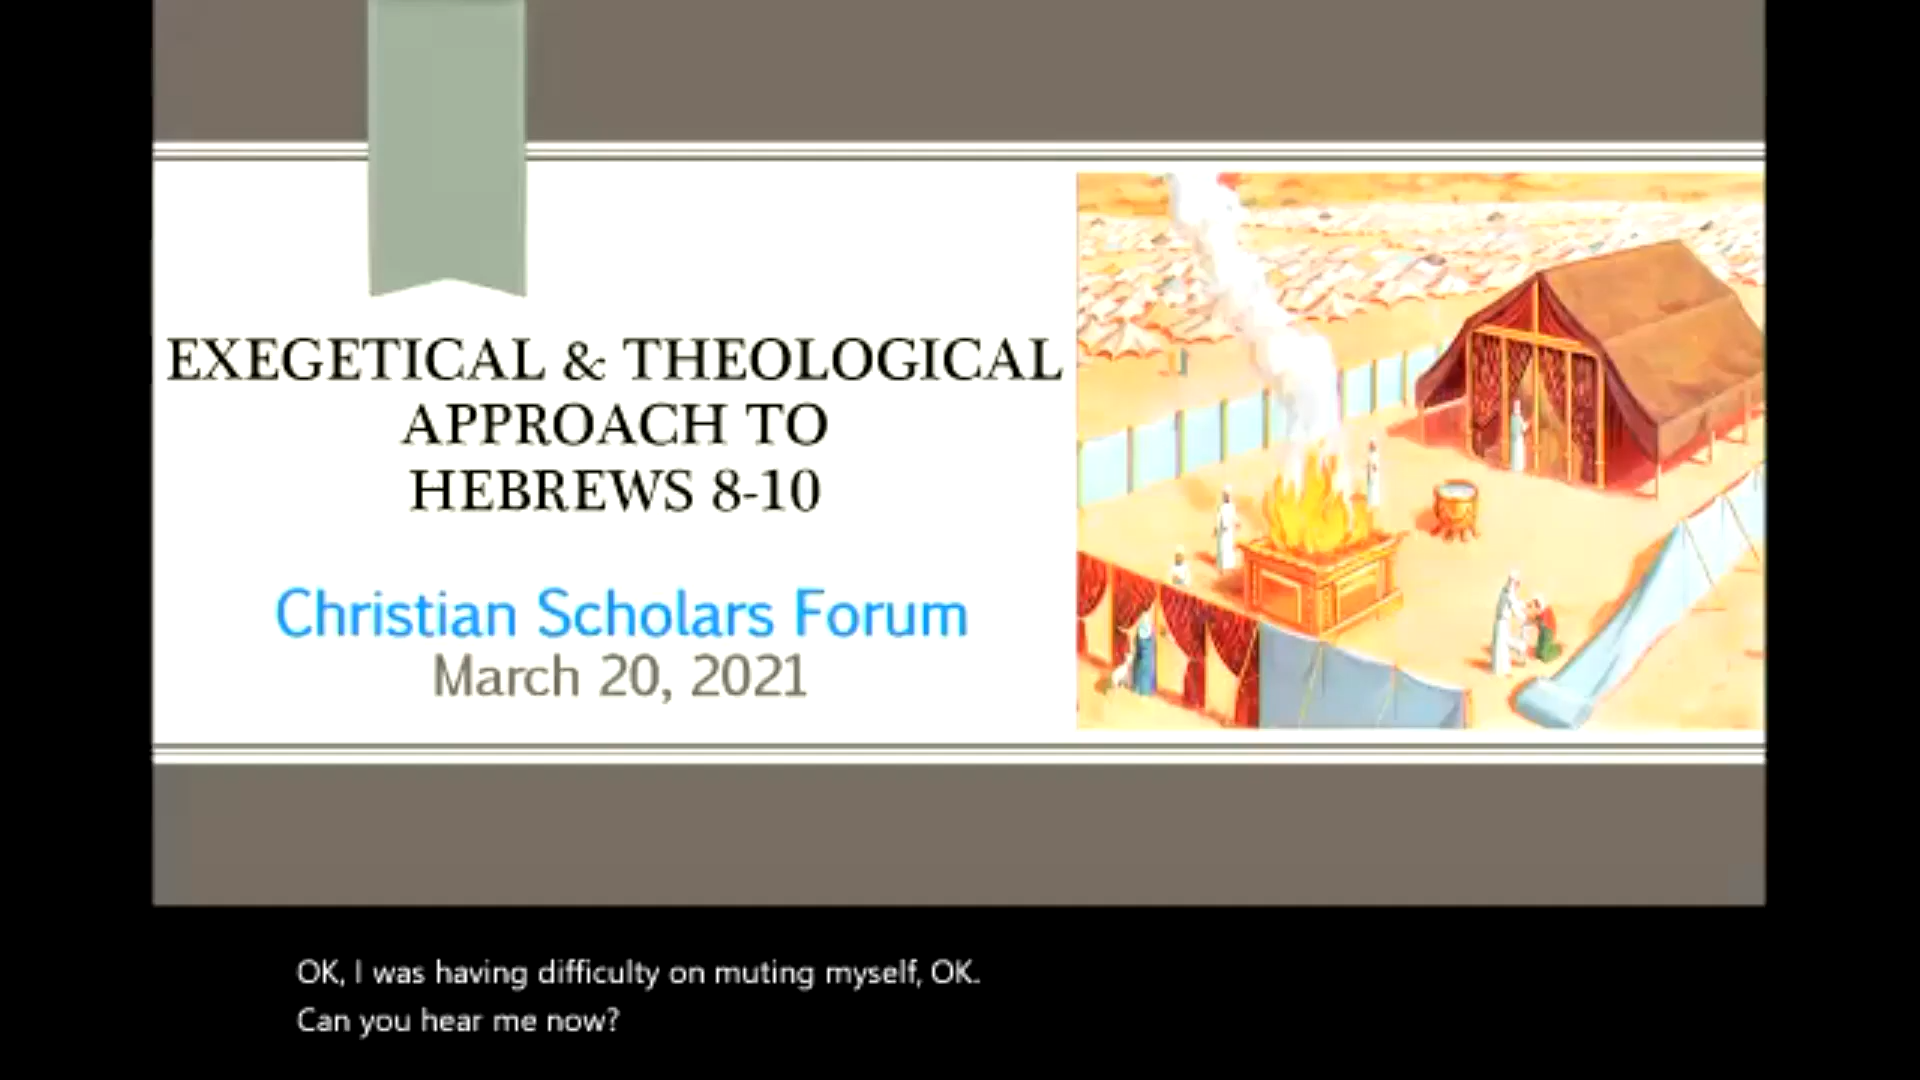 EXEGETICAL & THEOLOGICAL
APPROACH TO
HEBREWS 8-10
Christian Scholars Forum
March 20, 2021
OK, I was having difficulty on muting myself, OK.
Can you hear me now?